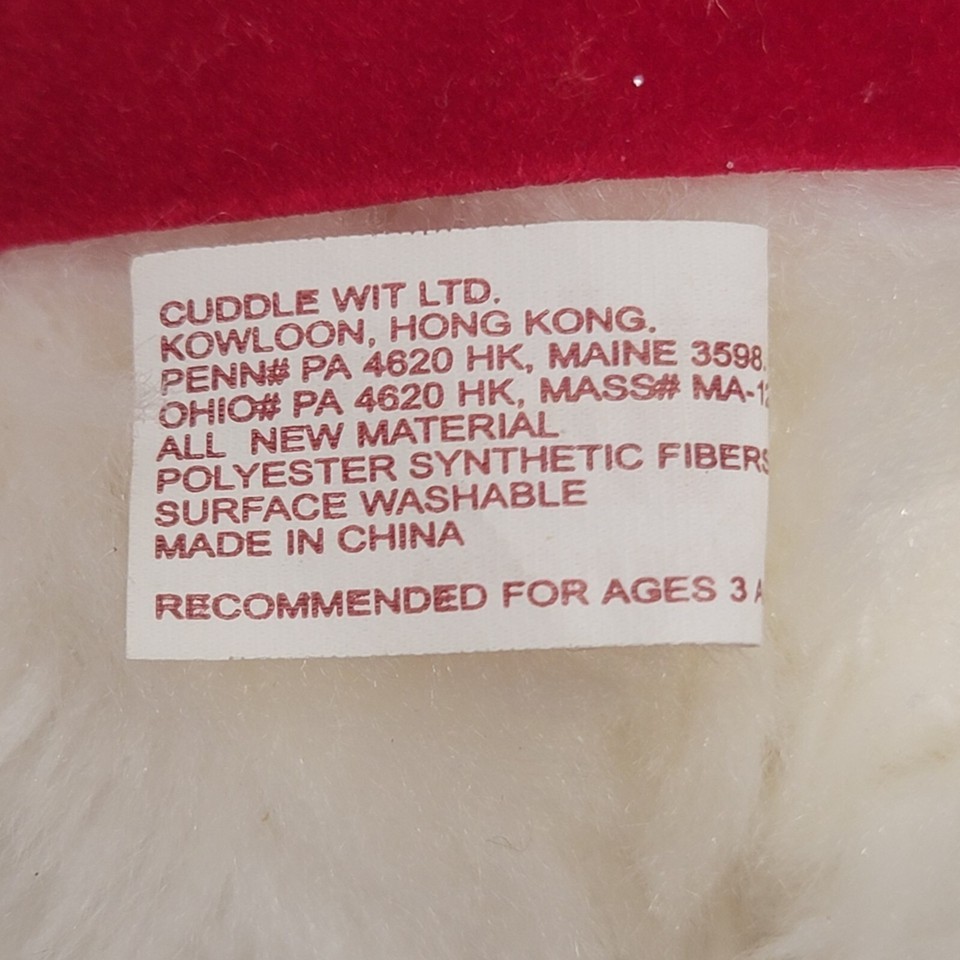 CUDDLE WIT LTD.
KOWLOON, HONG KONG.
PENN# PA 4620 HK, MAINE 3598.
OHIO# PA 4620 HK, MASS# MA-12
ALL NEW MATERIAL
POLYESTER SYNTHETIC FIBERS
SURFACE WASHABLE
MADE IN CHINA
RECOMMENDED FOR AGES 3 A